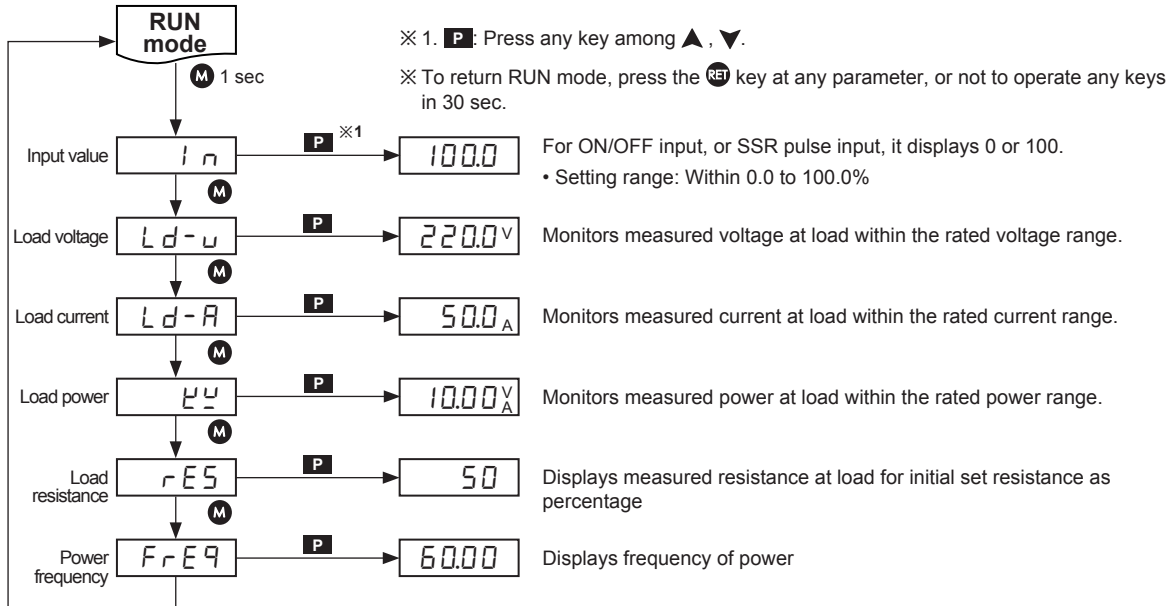 RUN
mode
※ 1. P : Press any key among ▲ , ▼.
M 1 sec
※ To return RUN mode, press the RET key at any parameter, or not to operate any keys
in 30 sec.
Input value
In
P ※1
100.0
For ON/OFF input, or SSR pulse input, it displays 0 or 100.
• Setting range: Within 0.0 to 100.0%
M
Load voltage
Ld-u
P
220.0 V
Monitors measured voltage at load within the rated voltage range.
M
Load current
Ld-A
P
50.0 A
Monitors measured current at load within the rated current range.
M
Load power
P
10.00 V
A
Monitors measured power at load within the rated power range.
M
Load
resistance
rES
P
50
Displays measured resistance at load for initial set resistance as
percentage
M
Power
frequency
FrEq
P
60.00
Displays frequency of power